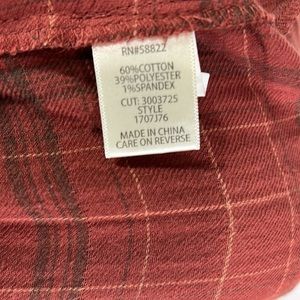 RN#58822
60%COTTON
39%POLYESTER
1%SPANDEX
CUT: 3003725
STYLE
1707J76
MADE IN CHINA
CARE ON REVERSE